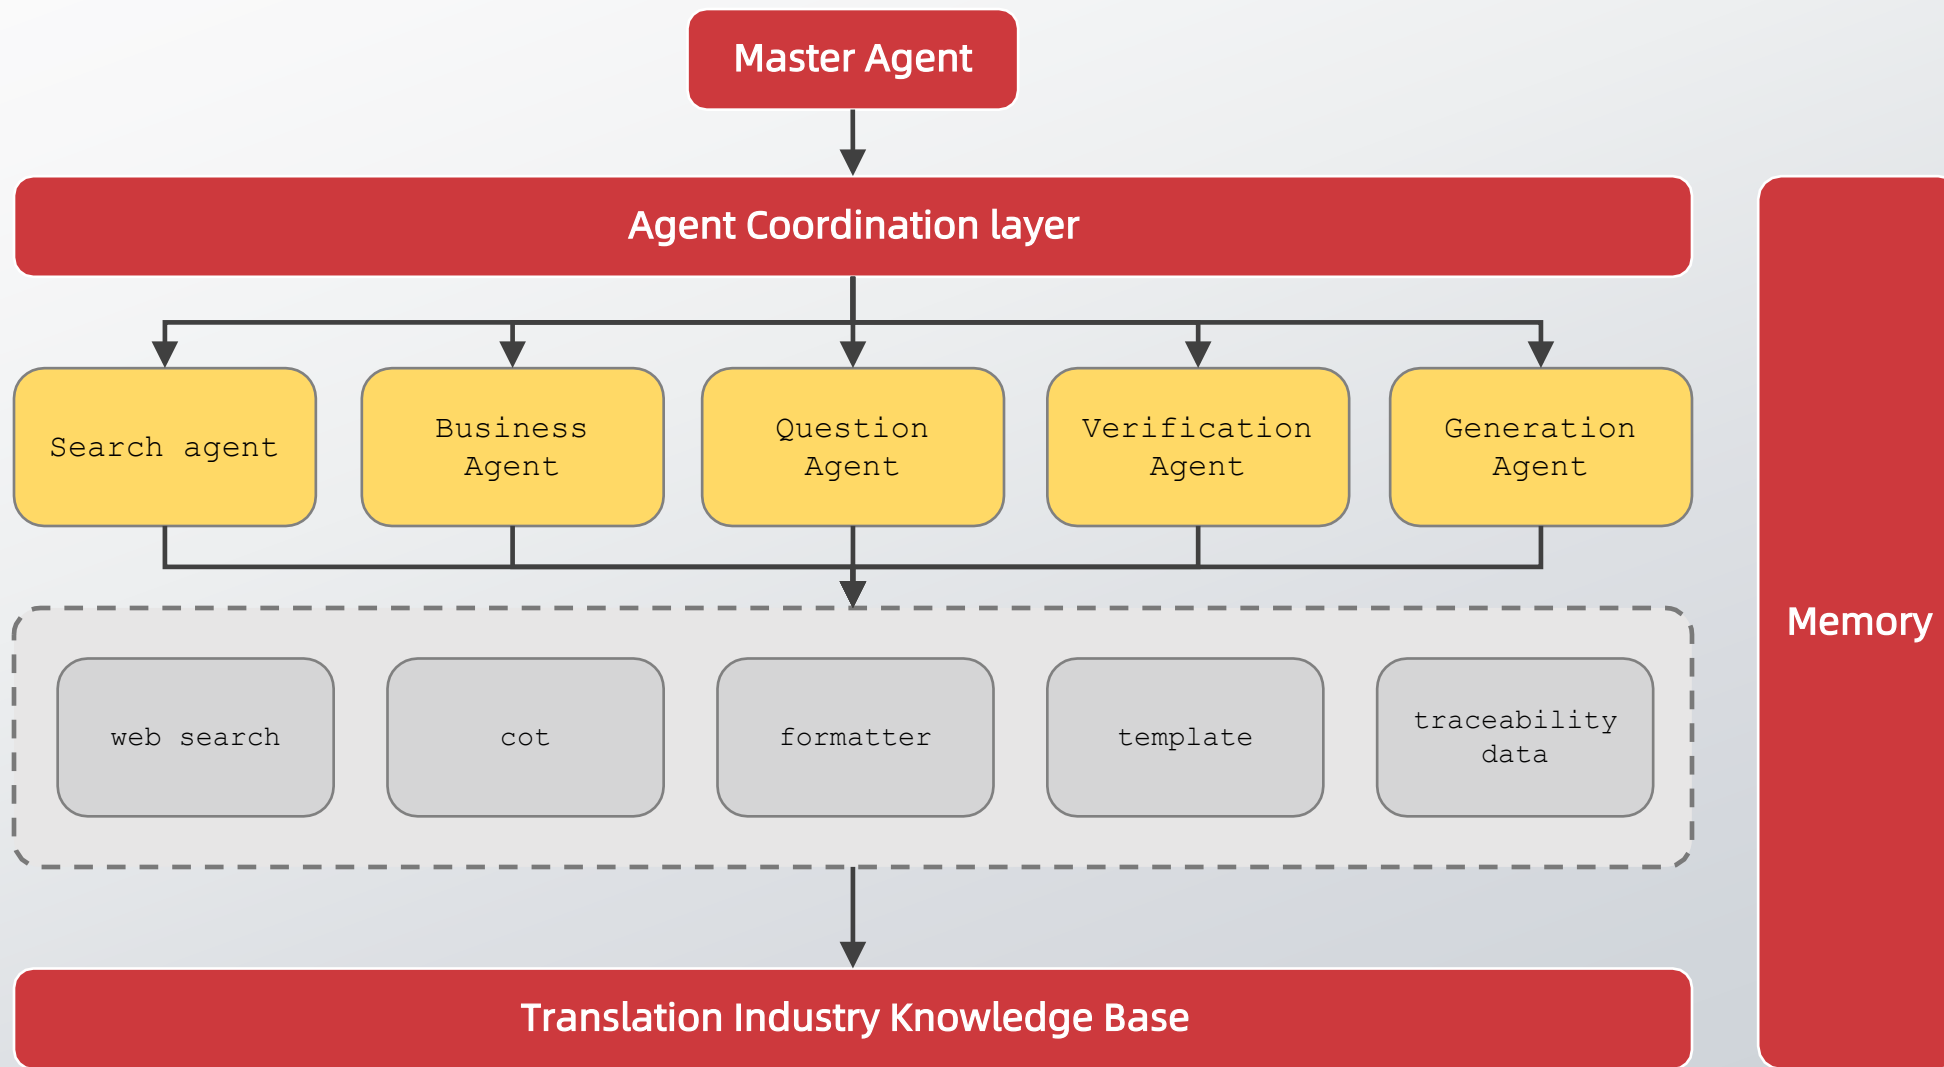 Master Agent
Agent Coordination layer
Search agent
Business
Agent
Question
Agent
Verification
Agent
Generation
Agent
Memory
web search
cot
formatter
template
traceability
data
Translation Industry Knowledge Base